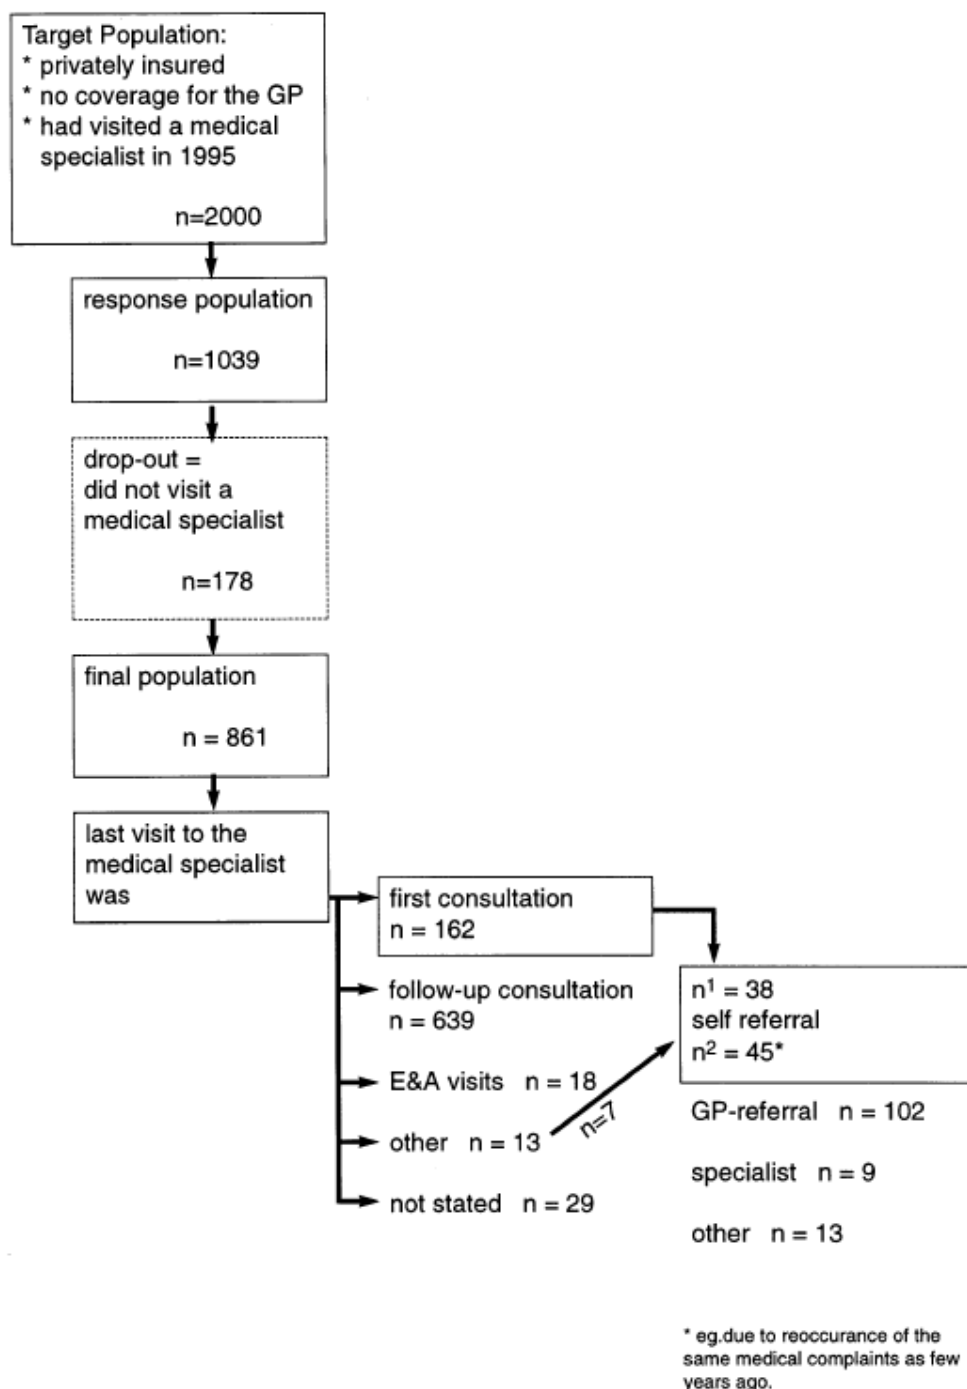 Target Population:
* privately insured
* no coverage for the GP
* had visited a medical
specialist in 1995
n=2000
response population
n=1039
drop-out =
did not visit a
medical specialist
n=178
final population
n = 861
last visit to the
medical specialist
was
first consultation
n = 162
follow-up consultation
n = 639
E&A visits n = 18
other n = 13
n=7
not stated n = 29
n¹ = 38
self referral
n² = 45*
GP-referral n = 102
specialist n = 9
other n = 13
* eg.due to reoccurance of the
same medical complaints as few
years ago.